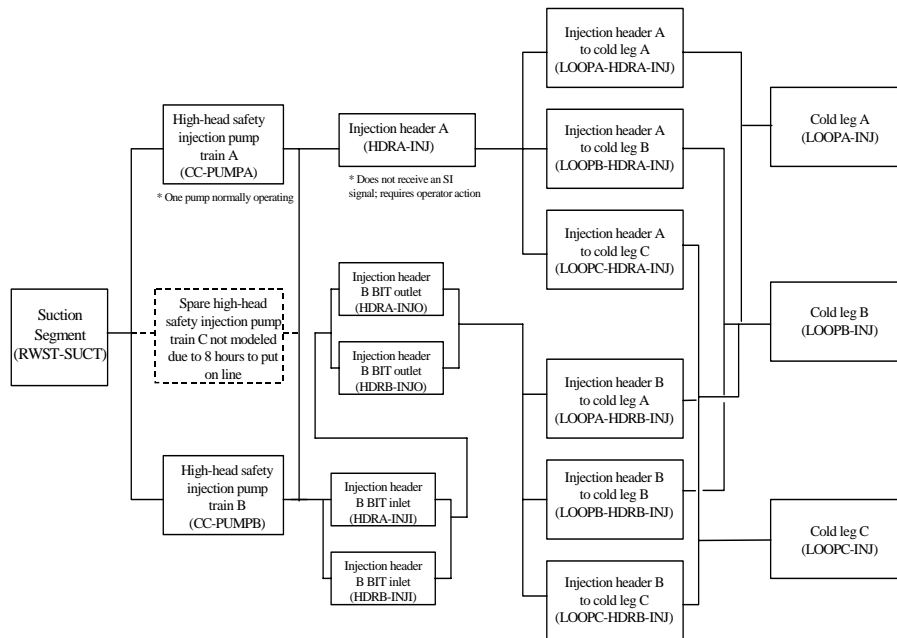 Suction
Segment
(RWST-SUCT)
High-head safety
injection pump
train A
(CC-PUMPA)
* One pump normally operating
Spare high-head
safety injection pump
train C not modeled
due to 8 hours to put
on line
High-head safety
injection pump
train B
(CC-PUMPB)
Injection header A
(HDRA-INJ)
* Does not receive an SI
signal; requires operator action
Injection header
B BIT outlet
(HDRA-INJO)
Injection header
B BIT outlet
(HDRB-INJO)
Injection header
B BIT inlet
(HDRA-INJI)
Injection header
B BIT inlet
(HDRB-INJI)
Injection header A
to cold leg A
(LOOPA-HDRA-INJ)
Injection header A
to cold leg B
(LOOPB-HDRA-INJ)
Injection header A
to cold leg C
(LOOPC-HDRA-INJ)
Injection header B
to cold leg A
(LOOPA-HDRB-INJ)
Injection header B
to cold leg B
(LOOPB-HDRB-INJ)
Injection header B
to cold leg C
(LOOPC-HDRB-INJ)
Cold leg A
(LOOPA-INJ)
Cold leg B
(LOOPB-INJ)
Cold leg C
(LOOPC-INJ)